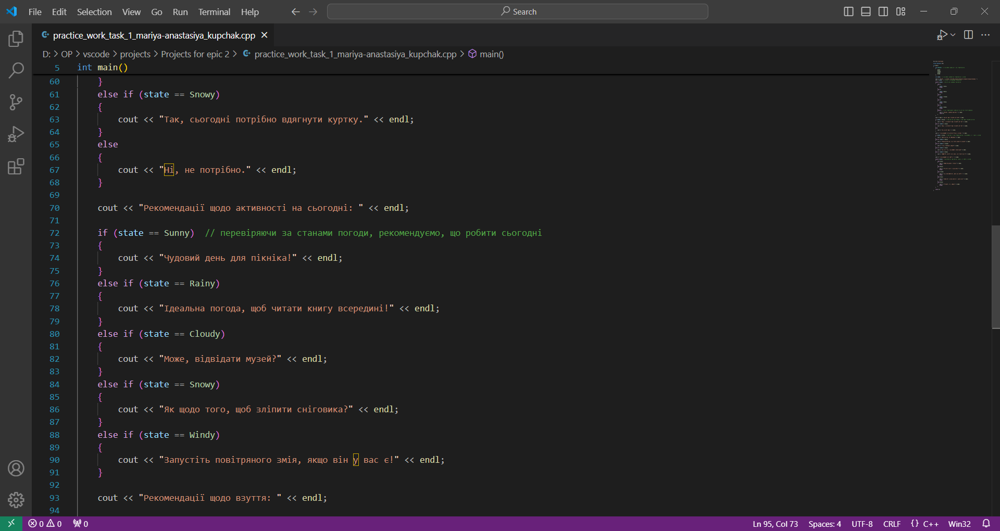 File Edit Selection View Go Run Terminal Help
Search
practice_work_task_1_mariya-anastasiya_kupchak.cpp
D: > OP > vscode > projects > Projects for epic 2 > practice_work_task_1_mariya-anastasiya_kupchak.cpp > main()
5 int main()
60 }
61 else if (state == Snowy)
62 {
63 cout << "Так, сьогодні потрібно вдягнути куртку." << endl;
64 }
65 else
66 {
67 cout << "Ні, не потрібно." << endl;
68 }
69
70 cout << "Рекомендації щодо активності на сьогодні: " << endl;
71
72 if (state == Sunny) // перевіряючи за станами погоди, рекомендуємо, що робити сьогодні
73 {
74 cout << "Чудовий день для пікніка!" << endl;
75 }
76 else if (state == Rainy)
77 {
78 cout << "Ідеальна погода, щоб читати книгу всередині!" << endl;
79 }
80 else if (state == Cloudy)
81 {
82 cout << "Може, відвідати музей?" << endl;
83 }
84 else if (state == Snowy)
85 {
86 cout << "Як щодо того, щоб зліпити сніговика?" << endl;
87 }
88 else if (state == Windy)
89 {
90 cout << "Запустіть повітряного змія, якщо він у вас є!" << endl;
91 }
92
93 cout << "Рекомендації щодо взуття: " << endl;
94
0 0 0 Ln 95, Col 73 Spaces: 4 UTF-8 CRLF {} C++ Win32